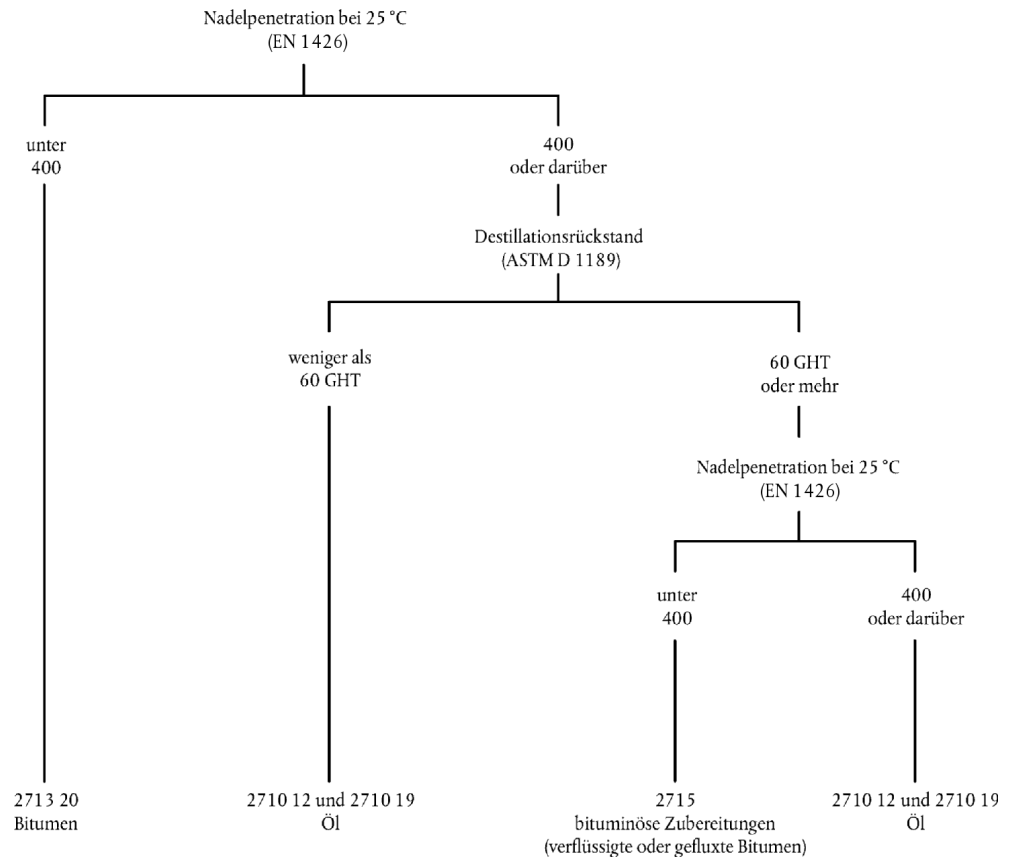 Nadelpenetration bei 25 °C
(EN 1426)
unter
400
400
oder darüber
Destillationsrückstand
(ASTM D 1189)
weniger als
60 GHT
60 GHT
oder mehr
Nadelpenetration bei 25 °C
(EN 1426)
unter
400
400
oder darüber
2713 20
Bitumen
2710 12 und 2710 19
Öl
2715
bituminöse Zubereitungen
(verflüssigte oder gefluxte Bitumen)
2710 12 und 2710 19
Öl